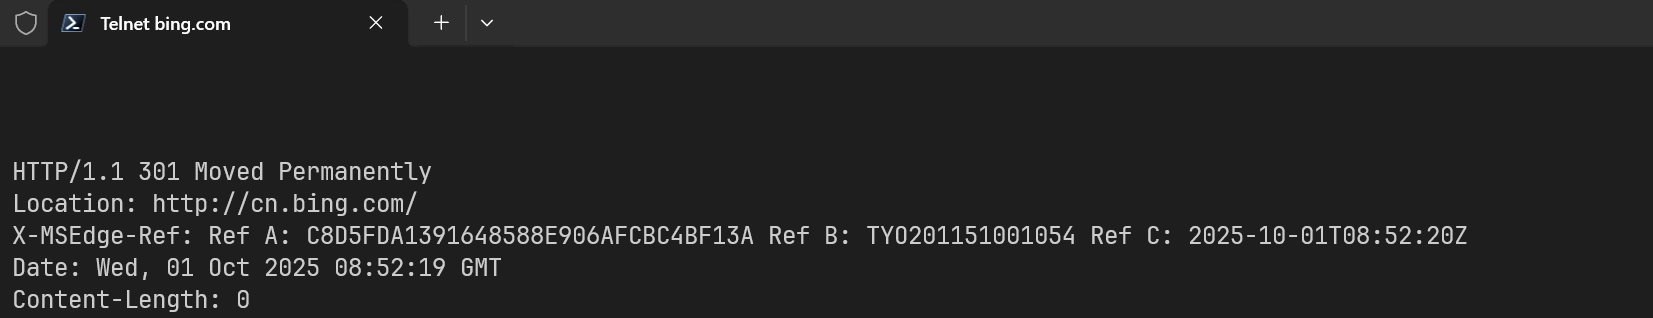 Telnet bing.com
HTTP/1.1 301 Moved Permanently
Location: http://cn.bing.com/
X-MSEdge-Ref: Ref A: C8D5FDA1391648588E906AFCBC4BF13A Ref B: TYO201151001054 Ref C: 2025-10-01T08:52:20Z
Date: Wed, 01 Oct 2025 08:52:19 GMT
Content-Length: 0